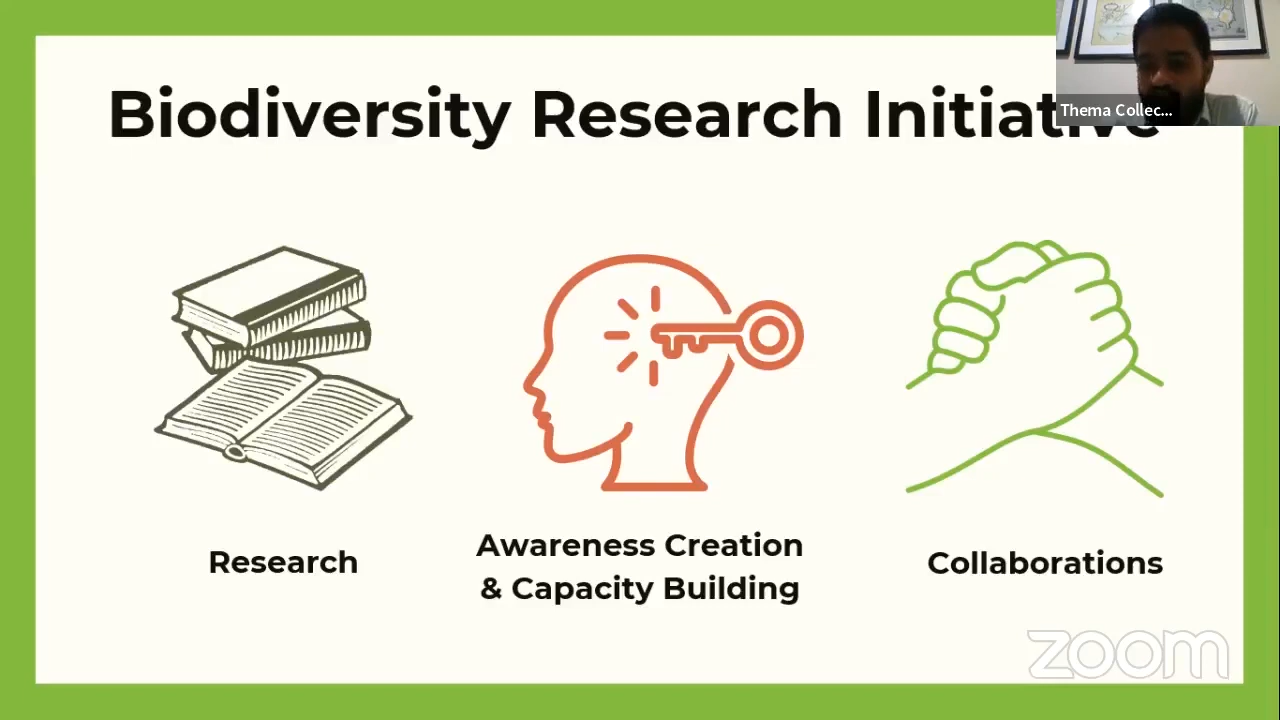 Biodiversity Research Initiative
Thema Collec...
Research
Awareness Creation
& Capacity Building
Collaborations
zoom